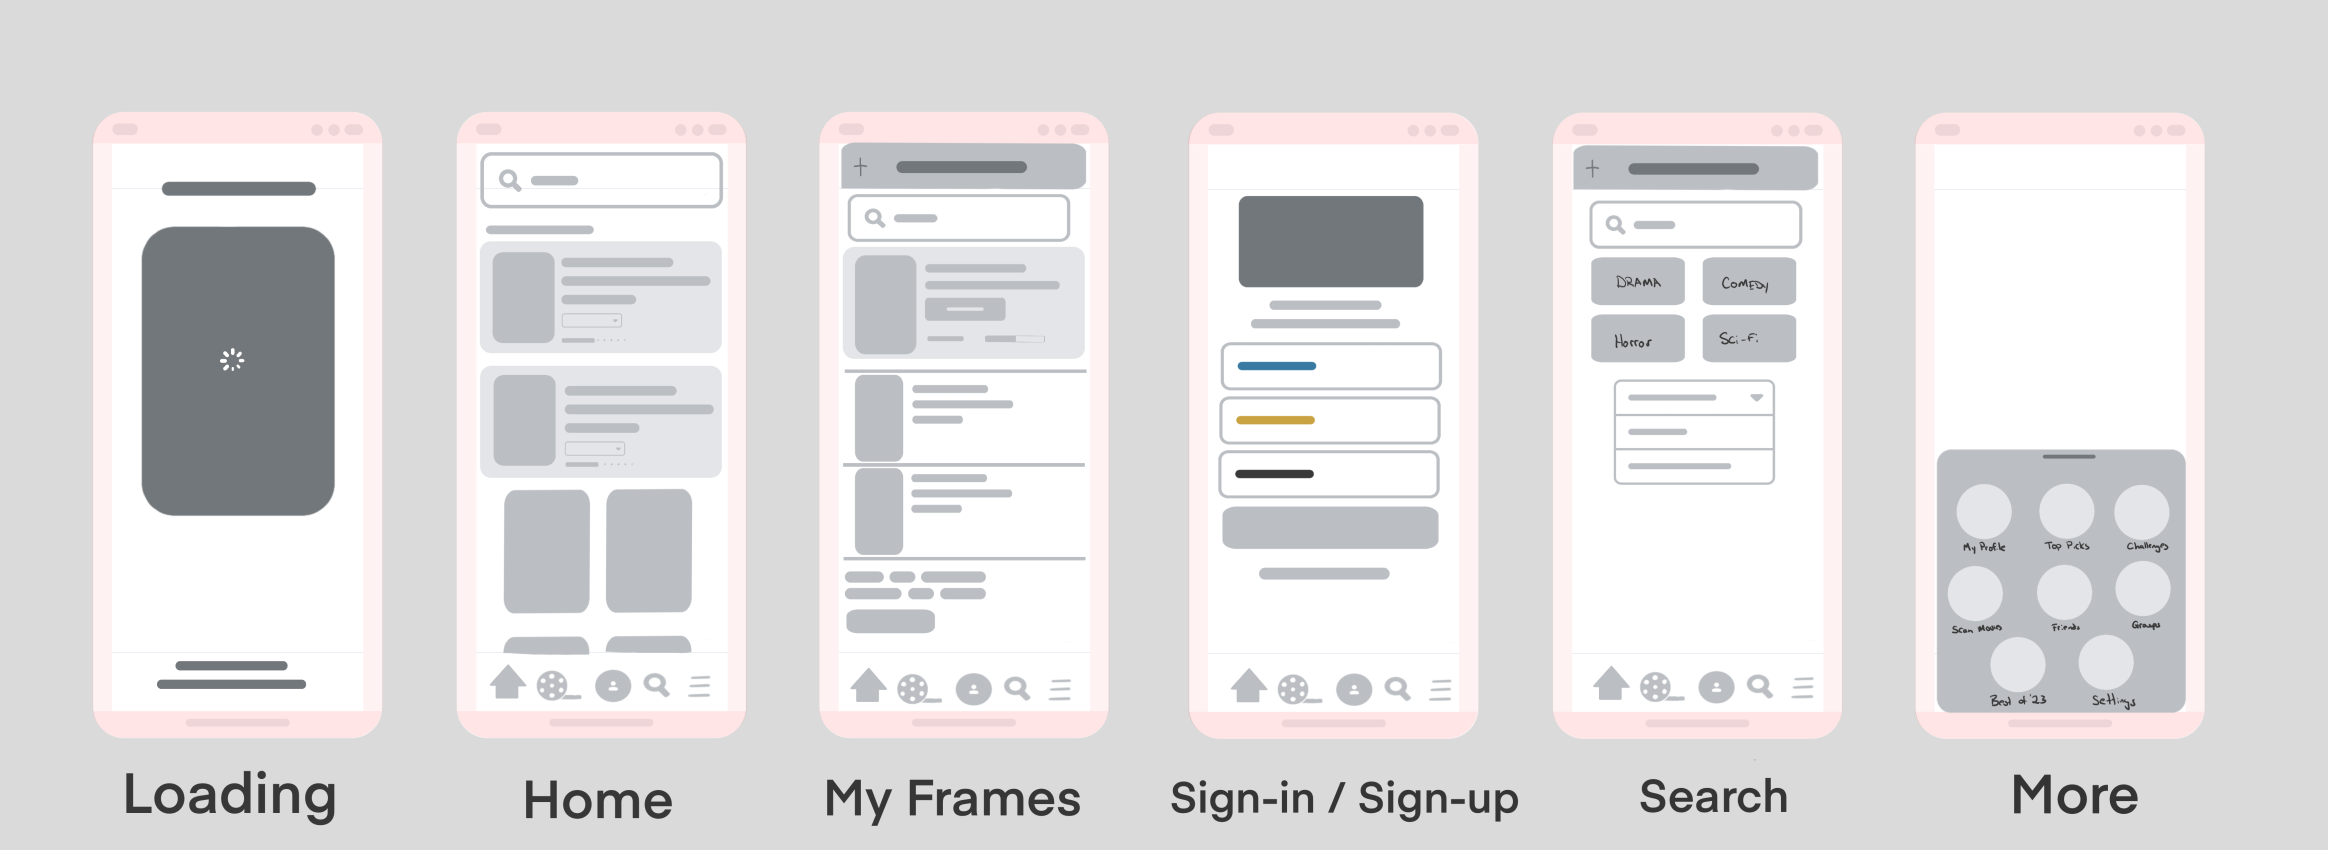 DRAMA
COMEDY
Horror
Sci-Fi
My Profile
Top Picks
Challenges
Scan Movies
Friends
Groups
Best of '23
Settings
Loading
Home
My Frames
Sign-in / Sign-up
Search
More